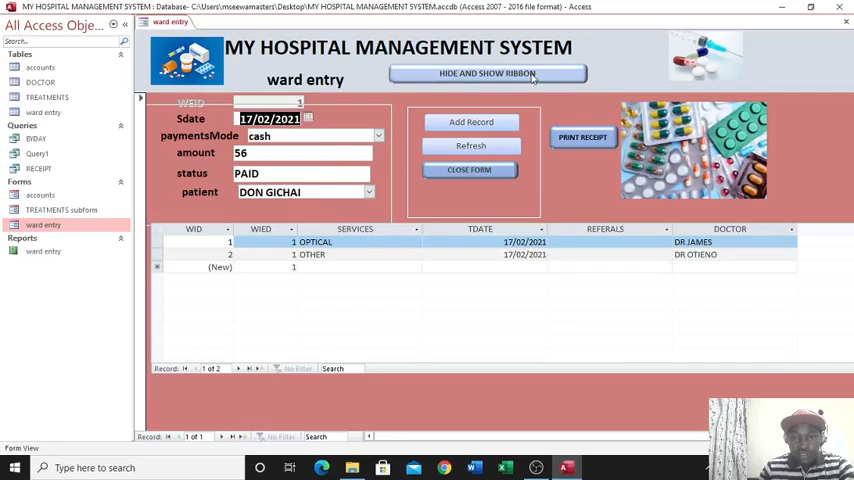 MY HOSPITAL MANAGEMENT SYSTEM : Database- C:\Users\mseewamasters\Desktop\MY HOSPITAL MANAGEMENT SYSTEM.accdb (Access 2007 - 2016 file format) - Access
All Access Obje...
Search...
Tables
accounts
DOCTOR
TREATMENTS
ward entry
Queries
BYDAY
Query1
RECEIPT
Forms
accounts
TREATMENTS subform
ward entry
Reports
ward entry
ward entry
MY HOSPITAL MANAGEMENT SYSTEM
ward entry
HIDE AND SHOW RIBBON
WEID 1
Sdate 17/02/2021
paymentsMode cash
amount 56
status PAID
patient DON GICHAI
Add Record
Refresh
CLOSE FORM
PRINT RECEIPT
WID WIED SERVICES TDATE REFERALS DOCTOR
1 1 OPTICAL 17/02/2021 DR JAMES
2 1 OTHER 17/02/2021 DR OTIENO
(New) 1
Record: 1 of 2 No Filter Search
Record: 1 of 1 No Filter Search
Form View
Type here to search